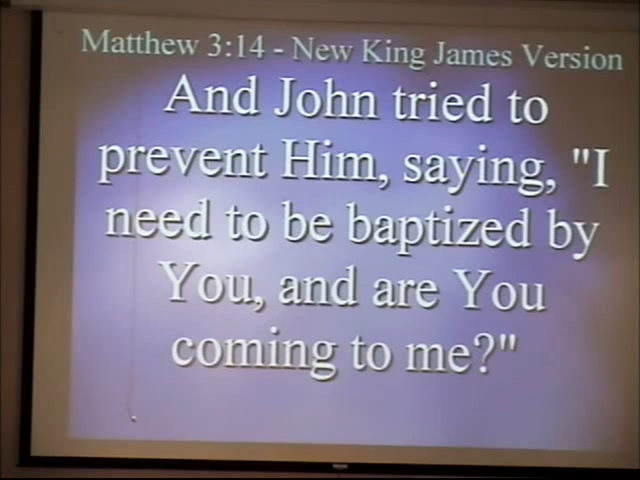 Matthew 3:14 - New King James Version
And John tried to
prevent Him, saying, "I
need to be baptized by
You, and are You
coming to me?"